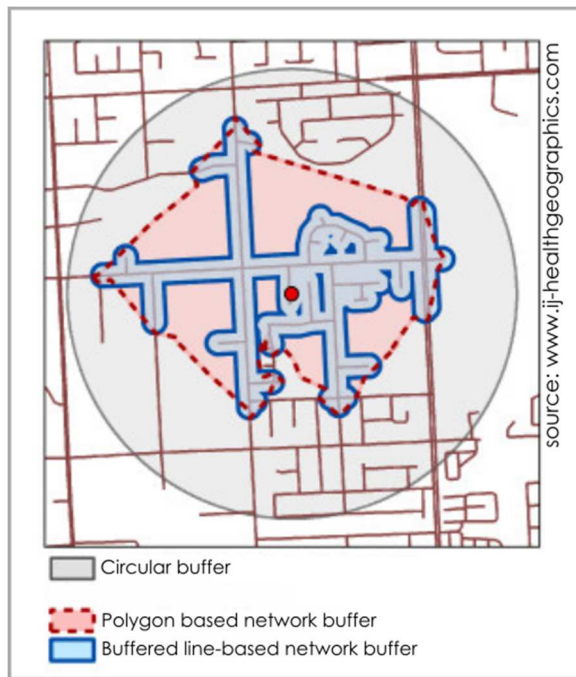 source: www.ij-healthgeographics.com
Circular buffer
Polygon based network buffer
Buffered line-based network buffer